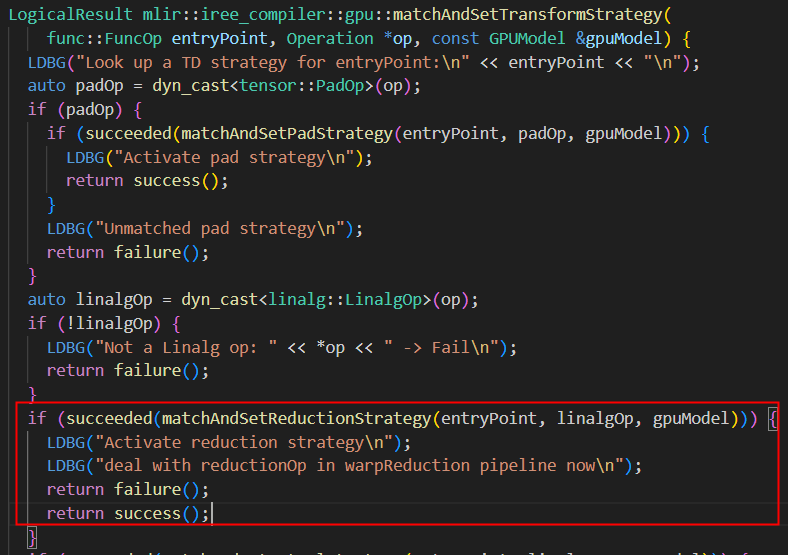 LogicalResult mlir::iree_compiler::gpu::matchAndSetTransformStrategy(
func::FuncOp entryPoint, Operation *op, const GPUModel &gpuModel) {
LDBG("Look up a TD strategy for entryPoint:\n" << entryPoint << "\n");
auto padOp = dyn_cast<tensor::PadOp>(op);
if (padOp) {
if (succeeded(matchAndSetPadStrategy(entryPoint, padOp, gpuModel))) {
LDBG("Activate pad strategy\n");
return success();
}
LDBG("Unmatched pad strategy\n");
return failure();
}
auto linalgOp = dyn_cast<linalg::LinalgOp>(op);
if (!linalgOp) {
LDBG("Not a Linalg op: " << *op << " -> Fail\n");
return failure();
}
if (succeeded(matchAndSetReductionStrategy(entryPoint, linalgOp, gpuModel))) {
LDBG("Activate reduction strategy\n");
LDBG("deal with reductionOp in warpReduction pipeline now\n");
return failure();
return success();
}